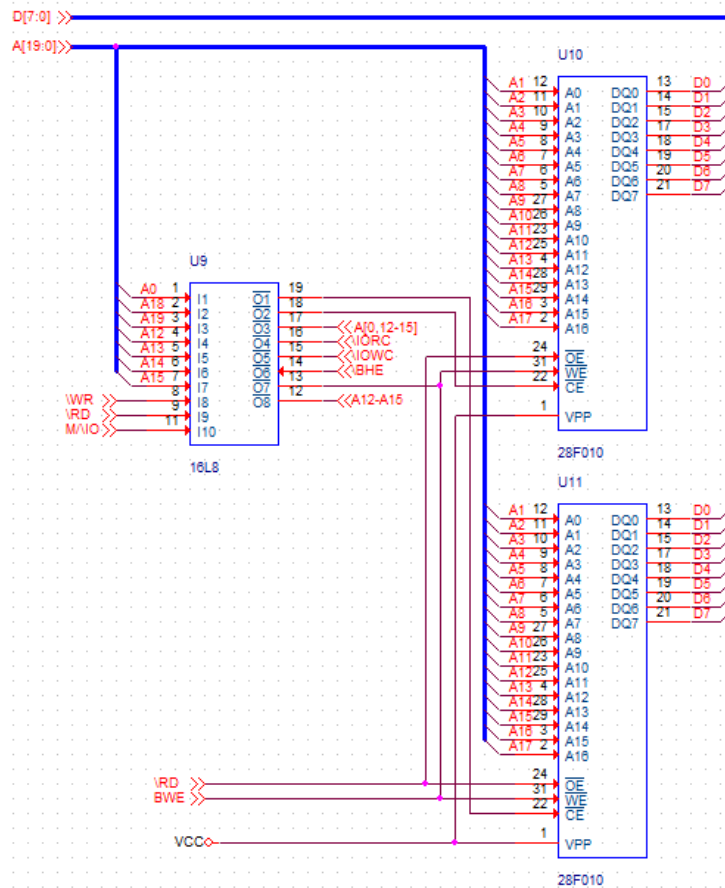 D[7:0]
A[19:0]
U10
A1 12 A0 DQ0 13 D0
A2 11 A1 DQ1 14 D1
A3 10 A2 DQ2 15 D2
A4 9 A3 DQ3 17 D3
A5 8 A4 DQ4 18 D4
A6 7 A5 DQ5 19 D5
A7 6 A6 DQ6 20 D6
A8 5 A7 DQ7 21 D7
A9 27 A8
A10 26 A9
A11 23 A10
A12 25 A11
A13 4 A12
A14 28 A13
A15 29 A14
A16 3 A15
A17 2 A16
24 OE
31 WE
22 CE
1 VPP
28F010
U9
A0 1 I1 O1 19
A18 2 I2 O2 18
A19 3 I3 O3 17 A[0,12-15]
A12 4 I4 O4 16 \IORC
A13 5 I5 O5 15 \IOWC
A14 6 I6 O6 14 \BHE
A15 7 I7 O7 13
\WR 8 I8 O8 12 A12-A15
\RD 9 I9
M/\IO 11 I10
16L8
U11
A1 12 A0 DQ0 13 D0
A2 11 A1 DQ1 14 D1
A3 10 A2 DQ2 15 D2
A4 9 A3 DQ3 17 D3
A5 8 A4 DQ4 18 D4
A6 7 A5 DQ5 19 D5
A7 6 A6 DQ6 20 D6
A8 5 A7 DQ7 21 D7
A9 27 A8
A10 26 A9
A11 23 A10
A12 25 A11
A13 4 A12
A14 28 A13
A15 29 A14
A16 3 A15
A17 2 A16
\RD 24 OE
BWE 31 WE
22 CE
VCC 1 VPP
28F010